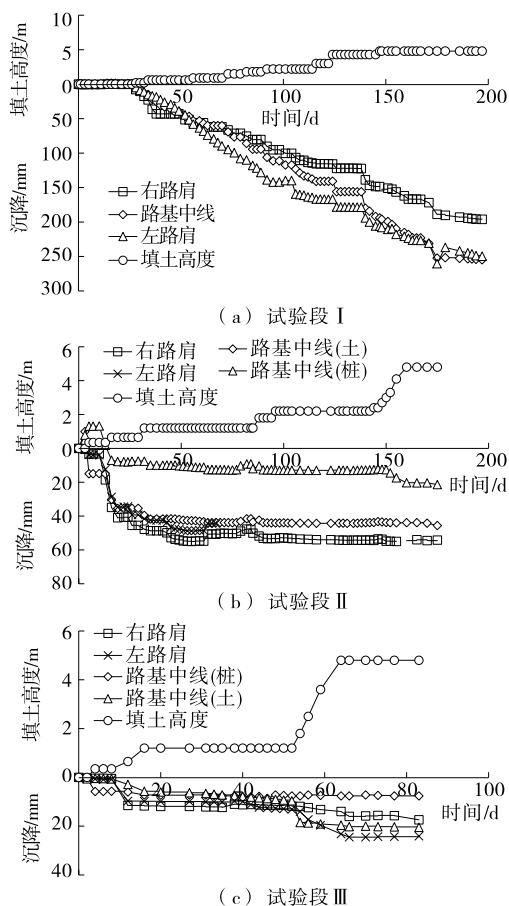 10
5
0
50
100
150
200
250
300
50
100
150
200
填土高度/m
沉降/mm
时间/d
右路肩
路基中线
左路肩
填土高度
(a) 试验段Ⅰ
6
4
2
0
20
40
60
80
50
100
150
200
填土高度/m
沉降/mm
时间/d
右路肩
路基中线(土)
左路肩
路基中线(桩)
填土高度
(b) 试验段Ⅱ
6
4
2
0
20
40
20
40
60
80
100
填土高度/m
沉降/mm
时间/d
右路肩
左路肩
路基中线(桩)
路基中线(土)
填土高度
(c) 试验段Ⅲ